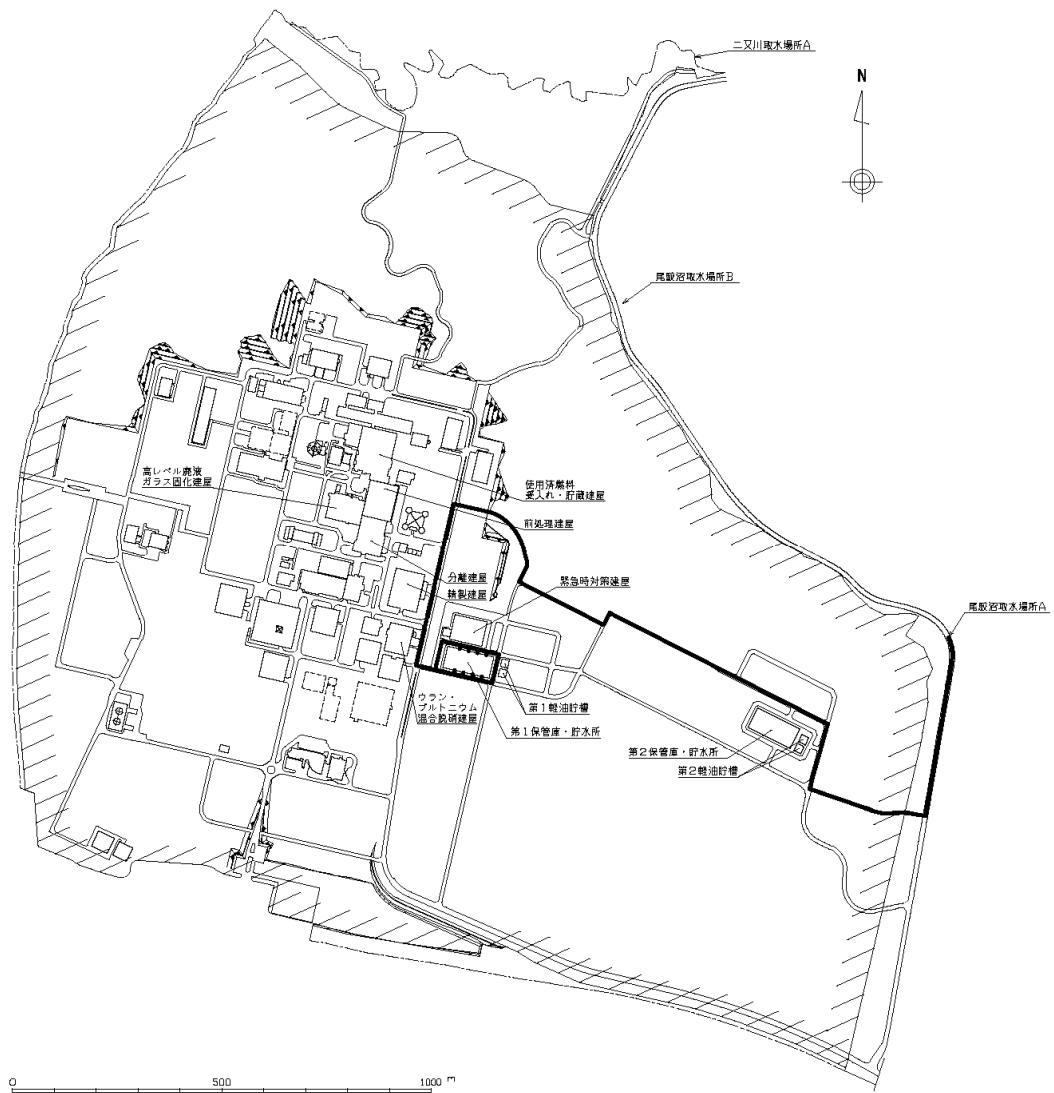 二又川取水場所A
N
尾駮沼取水場所B
高レベル廃液
ガラス固化建屋
使用済燃料
受入れ・貯蔵建屋
前処理建屋
分離建屋
精製建屋
緊急時対策建屋
尾駮沼取水場所A
ウラン・
プルトニウム
混合脱硝建屋
第1軽油貯槽
第1保管庫・貯水所
第2保管庫・貯水所
第2軽油貯槽
0 500 1000 m